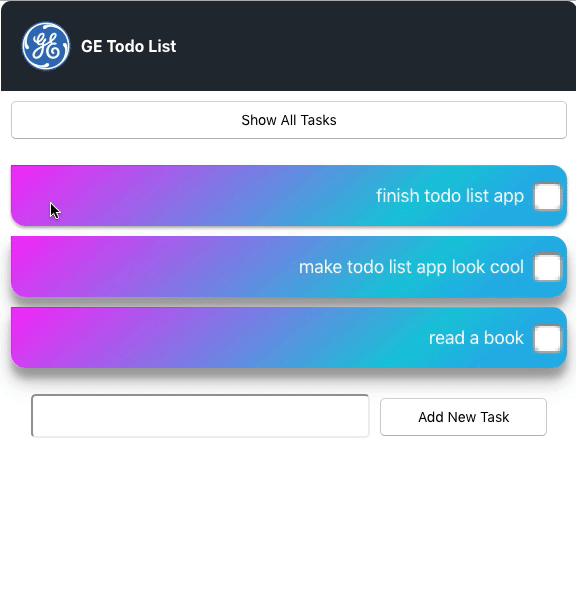 GE
GE Todo List
Show All Tasks
finish todo list app
make todo list app look cool
read a book
Add New Task